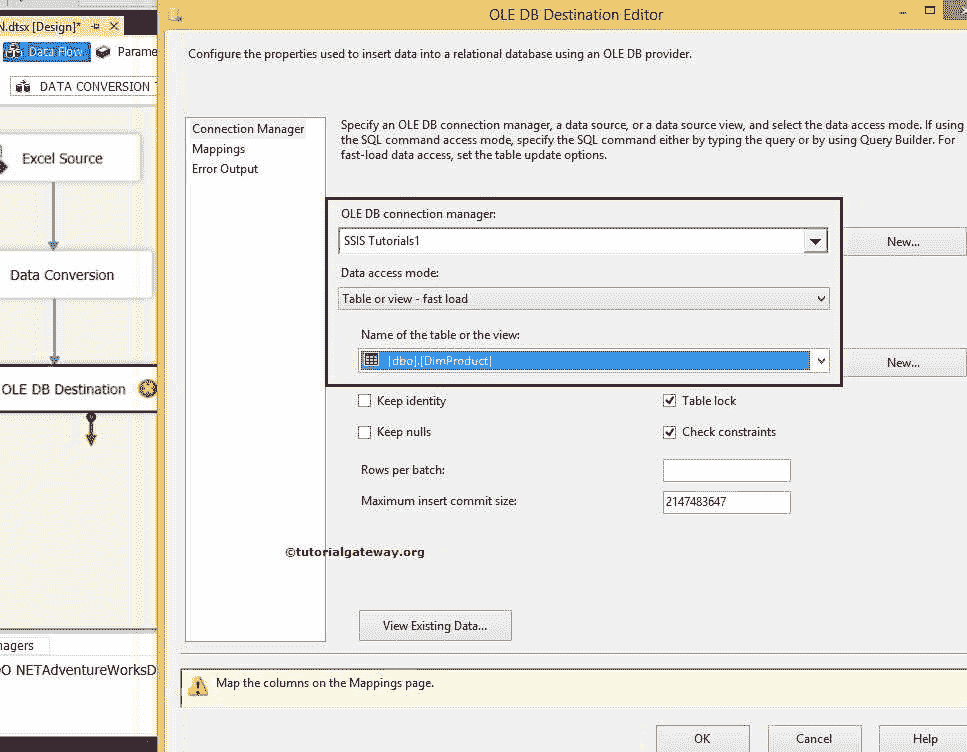 OLE DB Destination Editor
N.dtsx [Design]*
Data Flow
Parame
DATA CONVERSION
Excel Source
Data Conversion
OLE DB Destination
nagers
O NETAdventureWorksD
Configure the properties used to insert data into a relational database using an OLE DB provider.
Connection Manager
Mappings
Error Output
Specify an OLE DB connection manager, a data source, or a data source view, and select the data access mode. If using
the SQL command access mode, specify the SQL command either by typing the query or by using Query Builder. For
fast-load data access, set the table update options.
OLE DB connection manager:
SSIS Tutorials1
New...
Data access mode:
Table or view - fast load
Name of the table or the view:
[dbo].[DimProduct]
New...
Keep identity
Table lock
Keep nulls
Check constraints
Rows per batch:
Maximum insert commit size:
2147483647
©tutorialgateway.org
View Existing Data...
Map the columns on the Mappings page.
OK
Cancel
Help